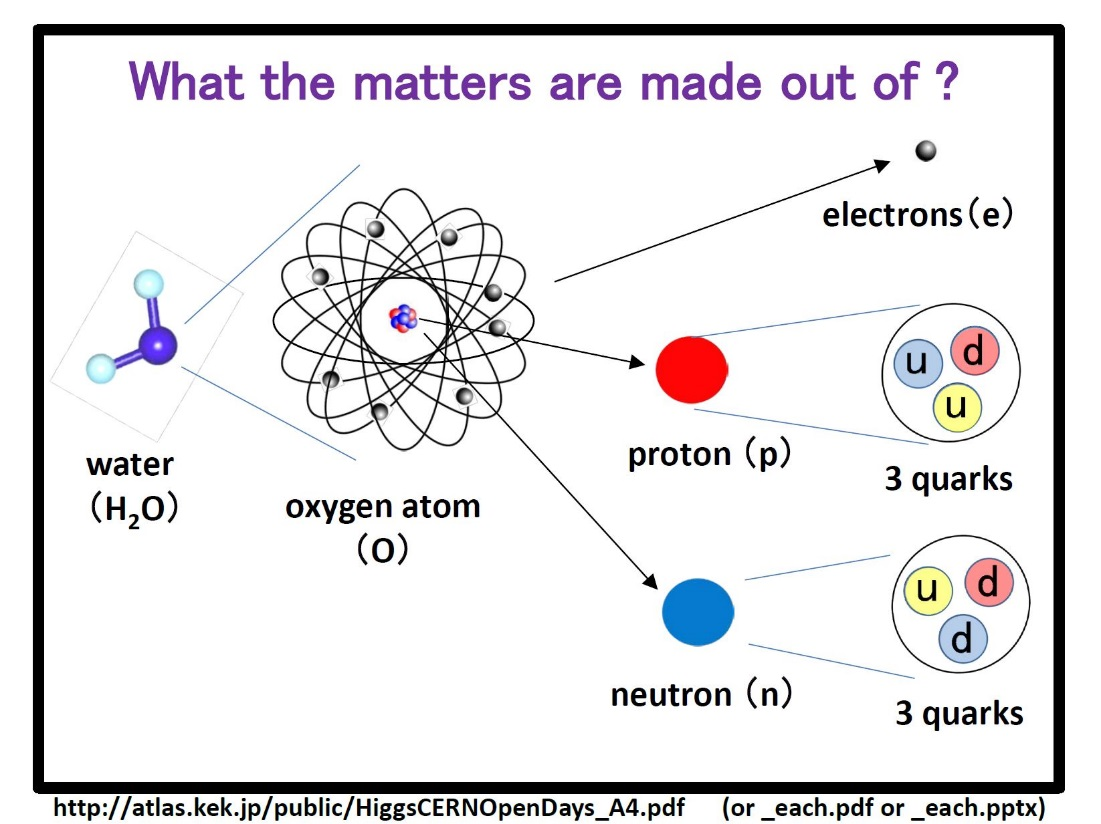 What the matters are made out of ?
electrons(e)
u d
u
proton (p)
3 quarks
water
(H₂O)
oxygen atom
(O)
u d
d
neutron (n)
3 quarks
http://atlas.kek.jp/public/HiggsCERNOpenDays_A4.pdf (or _each.pdf or _each.pptx)